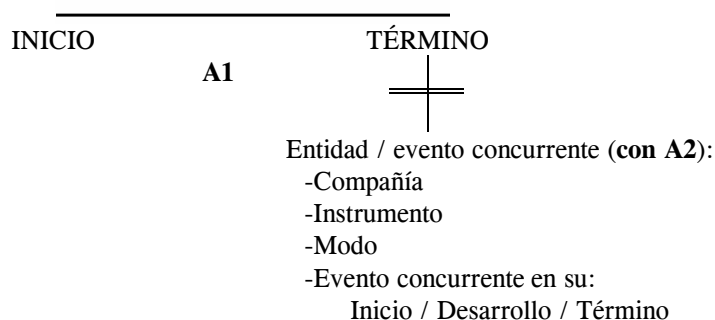 INICIO TÉRMINO
A1
Entidad / evento concurrente (con A2):
-Compañía
-Instrumento
-Modo
-Evento concurrente en su:
Inicio / Desarrollo / Término